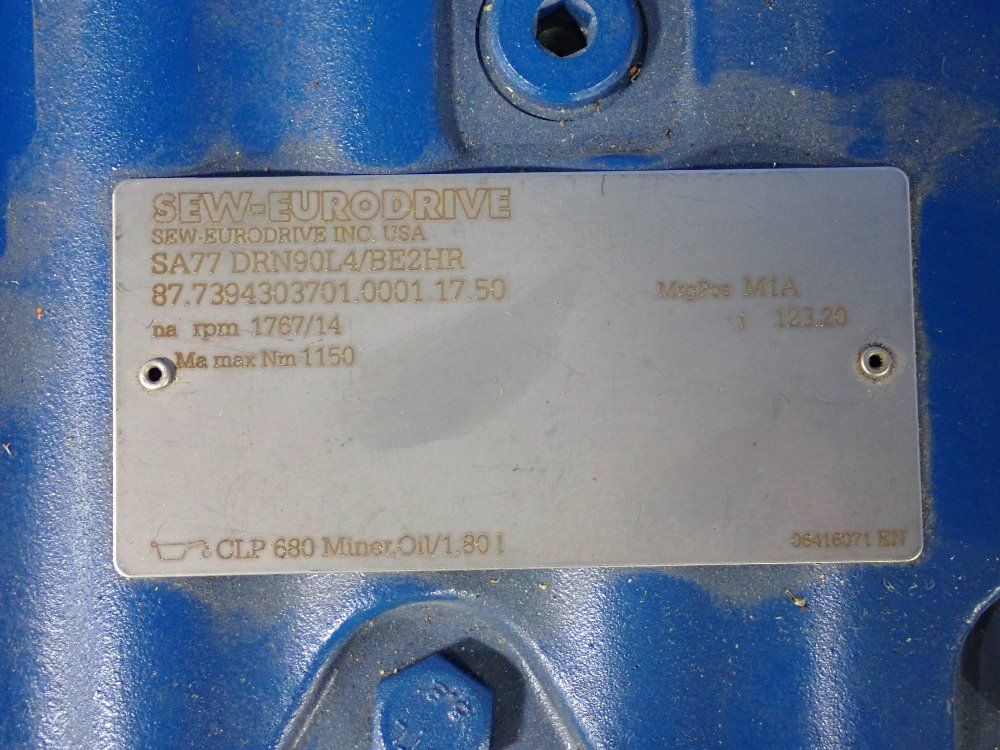 SEW-EURODRIVE
SEW-EURODRIVE INC. USA
SA77 DRN90L4/BE2HR
87.7394303701.0001.17.50
MtgPos M1A
na rpm 1767/14
i 123.20
Ma max Nm 1150
CLP 680 Miner.Oil/1,80 l
06416071 EN